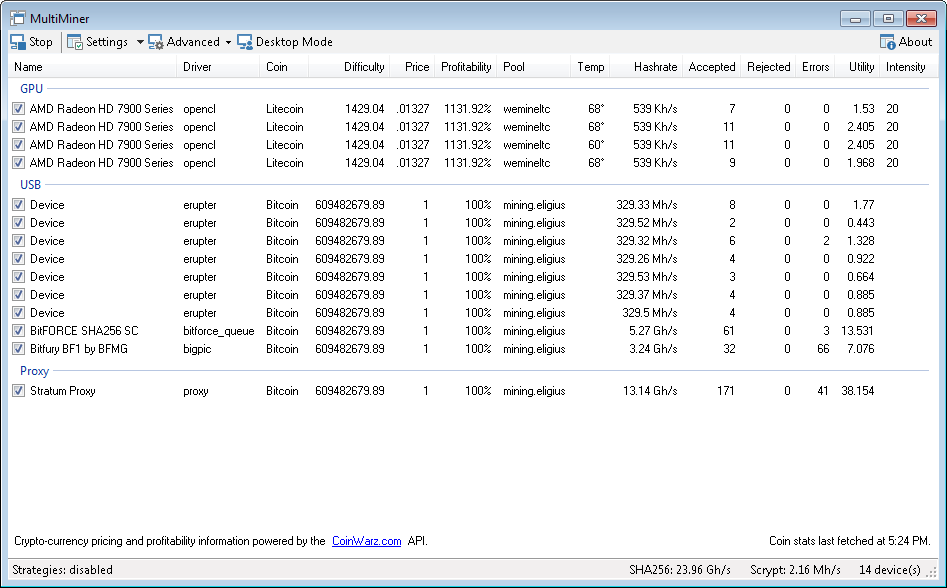 MultiMiner
Stop Settings Advanced Desktop Mode About
Name Driver Coin Difficulty Price Profitability Pool Temp Hashrate Accepted Rejected Errors Utility Intensity
GPU
AMD Radeon HD 7900 Series opencl Litecoin 1429.04 .01327 1131.92% wemineltc 68° 539 Kh/s 7 0 0 1.53 20
AMD Radeon HD 7900 Series opencl Litecoin 1429.04 .01327 1131.92% wemineltc 68° 539 Kh/s 11 0 0 2.405 20
AMD Radeon HD 7900 Series opencl Litecoin 1429.04 .01327 1131.92% wemineltc 60° 539 Kh/s 11 0 0 2.405 20
AMD Radeon HD 7900 Series opencl Litecoin 1429.04 .01327 1131.92% wemineltc 68° 539 Kh/s 9 0 0 1.968 20
USB
Device erupter Bitcoin 609482679.89 1 100% mining.eligius 329.33 Mh/s 8 0 0 1.77
Device erupter Bitcoin 609482679.89 1 100% mining.eligius 329.52 Mh/s 2 0 0 0.443
Device erupter Bitcoin 609482679.89 1 100% mining.eligius 329.32 Mh/s 6 0 2 1.328
Device erupter Bitcoin 609482679.89 1 100% mining.eligius 329.26 Mh/s 4 0 0 0.922
Device erupter Bitcoin 609482679.89 1 100% mining.eligius 329.53 Mh/s 3 0 0 0.664
Device erupter Bitcoin 609482679.89 1 100% mining.eligius 329.37 Mh/s 4 0 0 0.885
Device erupter Bitcoin 609482679.89 1 100% mining.eligius 329.5 Mh/s 4 0 0 0.885
BitFORCE SHA256 SC bitforce_queue Bitcoin 609482679.89 1 100% mining.eligius 5.27 Gh/s 61 0 3 13.531
Bitfury BF1 by BFMG bigpic Bitcoin 609482679.89 1 100% mining.eligius 3.24 Gh/s 32 0 66 7.076
Proxy
Stratum Proxy proxy Bitcoin 609482679.89 1 100% mining.eligius 13.14 Gh/s 171 0 41 38.154
Crypto-currency pricing and profitability information powered by the CoinWarz.com API. Coin stats last fetched at 5:24 PM.
Strategies: disabled SHA256: 23.96 Gh/s Scrypt: 2.16 Mh/s 14 device(s)